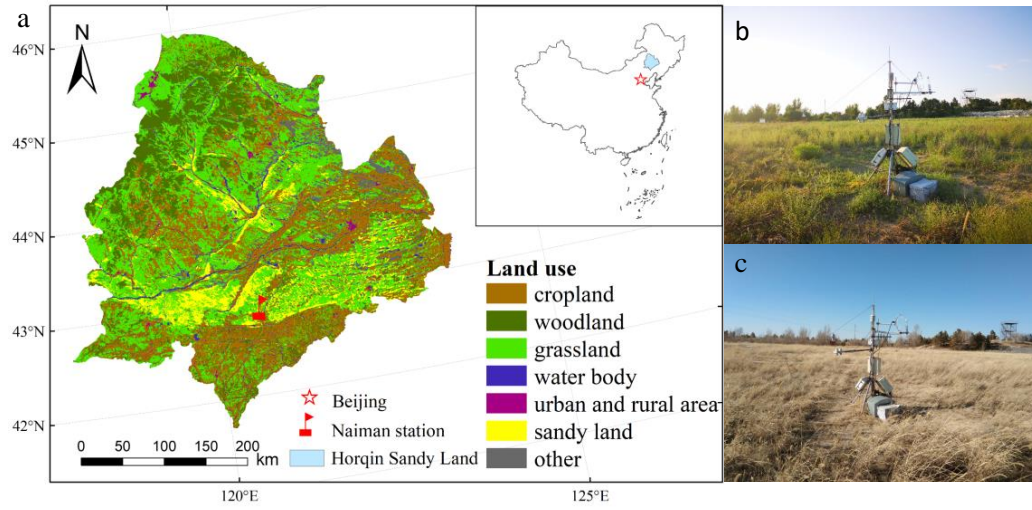 a
N
46°N
45°N
44°N
43°N
42°N
120°E
125°E
0 50 100 150 200
km
Beijing
Naiman station
Horqin Sandy Land
Land use
cropland
woodland
grassland
water body
urban and rural area
sandy land
other
b
c